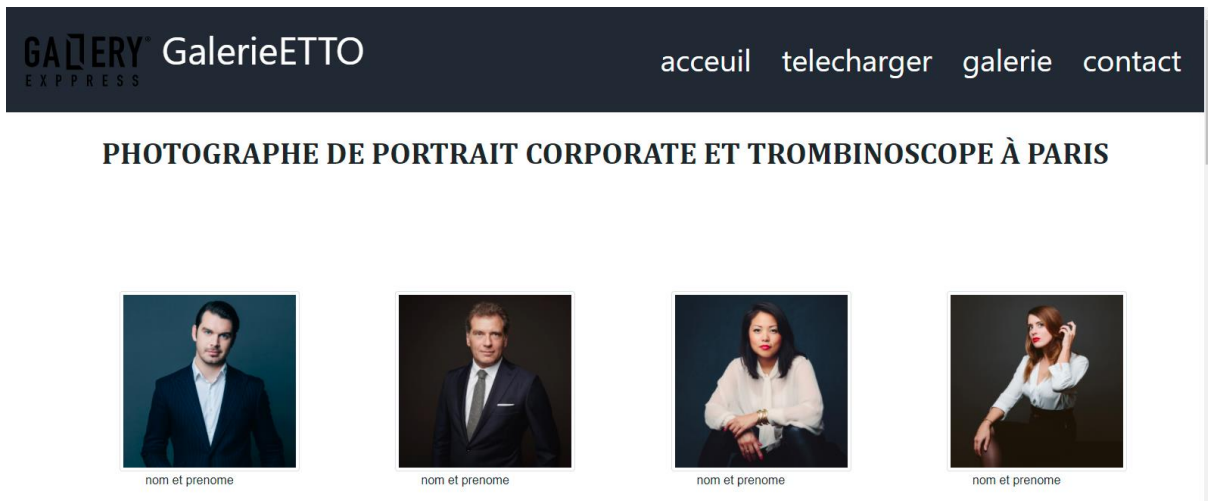 GALLERY® GalerieETTO
EXPPRESS
acceuil telecharger galerie contact
PHOTOGRAPHE DE PORTRAIT CORPORATE ET TROMBINOSCOPE À PARIS
nom et prenome nom et prenome nom et prenome nom et prenome